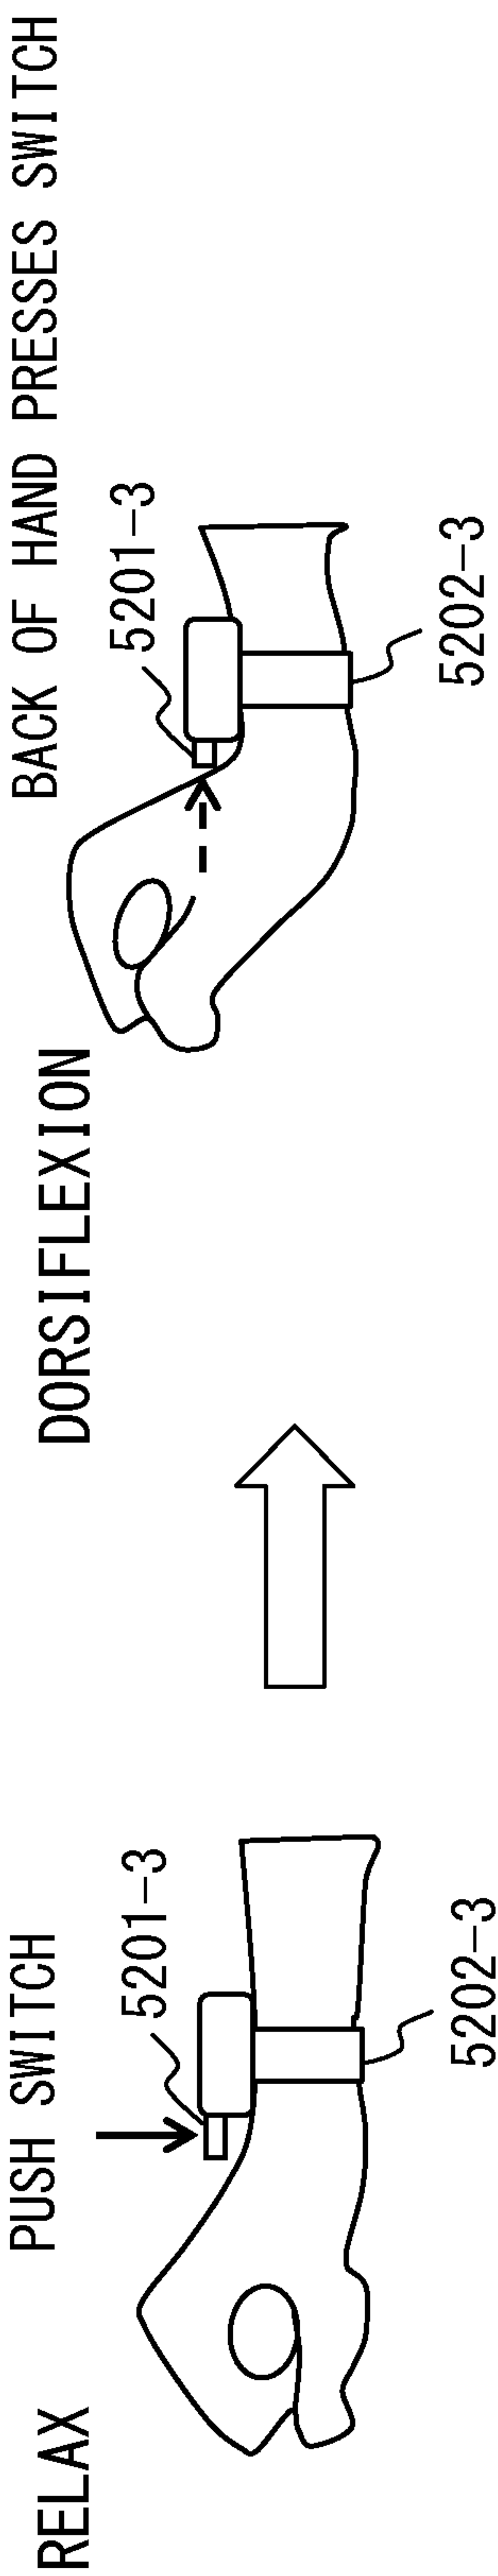 RELAX
PUSH SWITCH
5201-3
5202-3
DORSIFLEXION
BACK OF HAND PRESSES SWITCH
5201-3
5202-3